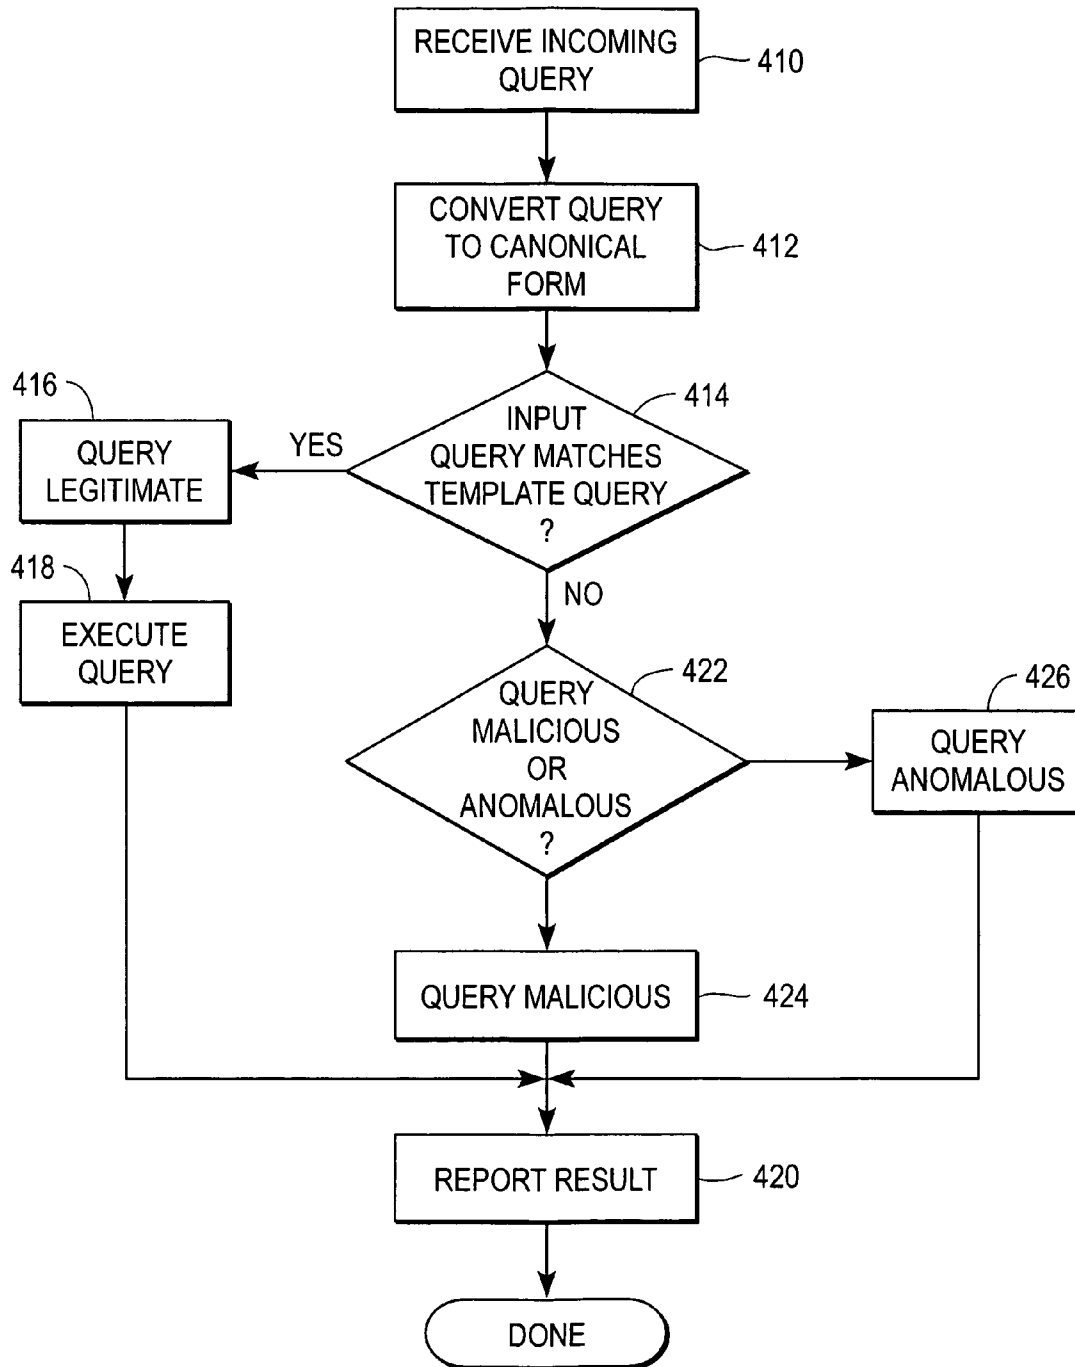 RECEIVE INCOMING
QUERY
410
CONVERT QUERY
TO CANONICAL
FORM
412
416
414
INPUT
QUERY MATCHES
TEMPLATE QUERY
?
YES
QUERY
LEGITIMATE
418
NO
EXECUTE
QUERY
422
QUERY
MALICIOUS
OR
ANOMALOUS
?
426
QUERY
ANOMALOUS
QUERY MALICIOUS
424
REPORT RESULT
420
DONE